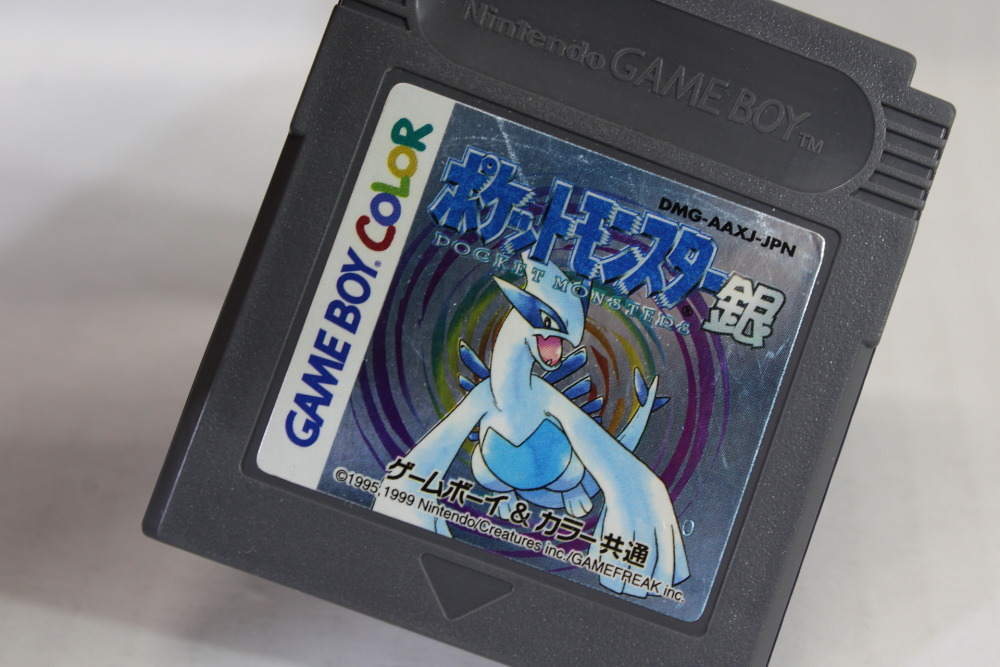 Nintendo GAME BOY™
GAME BOY® COLOR
DMG-AAXJ-JPN
ポケットモンスター銀®
POCKET MONSTERS
ゲームボーイ & カラー共通
©1995,1999 Nintendo/Creatures inc./GAMEFREAK inc.